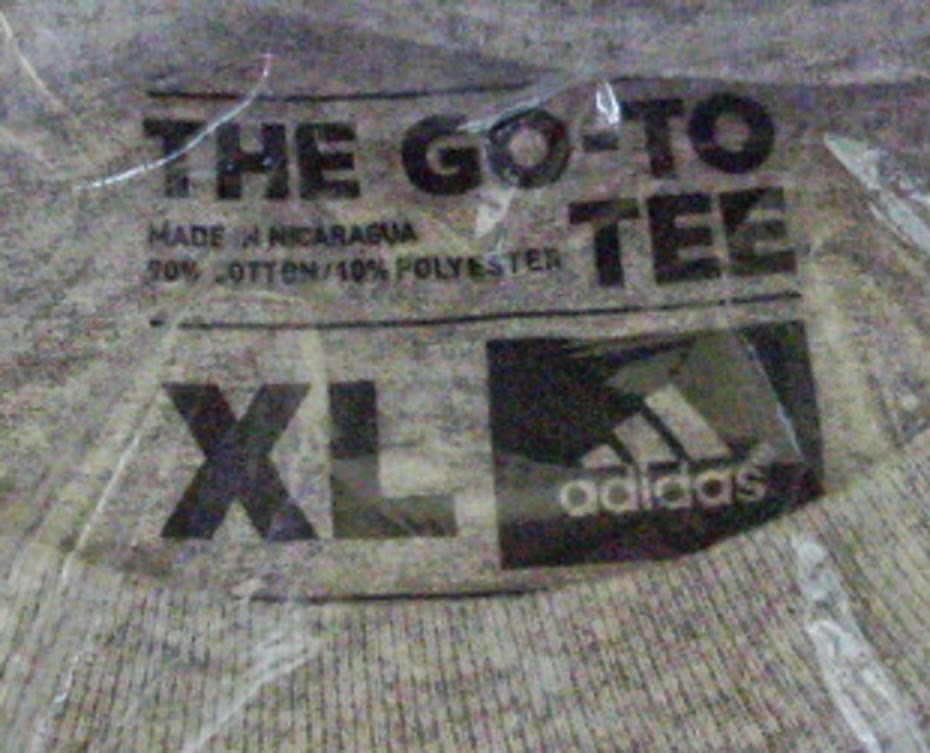 THE GO-TO
TEE
MADE IN NICARAGUA
90% COTTON/10% POLYESTER
XL
adidas